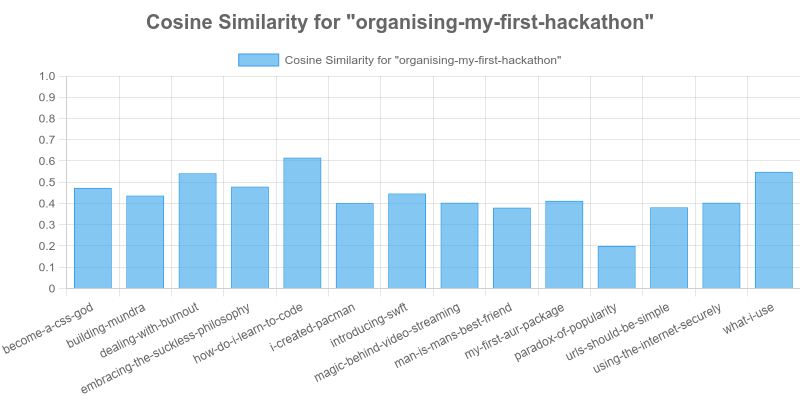 Cosine Similarity for "organising-my-first-hackathon"
Cosine Similarity for "organising-my-first-hackathon"
1.0
0.9
0.8
0.7
0.6
0.5
0.4
0.3
0.2
0.1
0
become-a-css-god
building-mundra
dealing-with-burnout
embracing-the-suckless-philosophy
how-do-i-learn-to-code
i-created-pacman
introducing-swft
magic-behind-video-streaming
man-is-mans-best-friend
my-first-aur-package
paradox-of-popularity
urls-should-be-simple
using-the-internet-securely
what-i-use